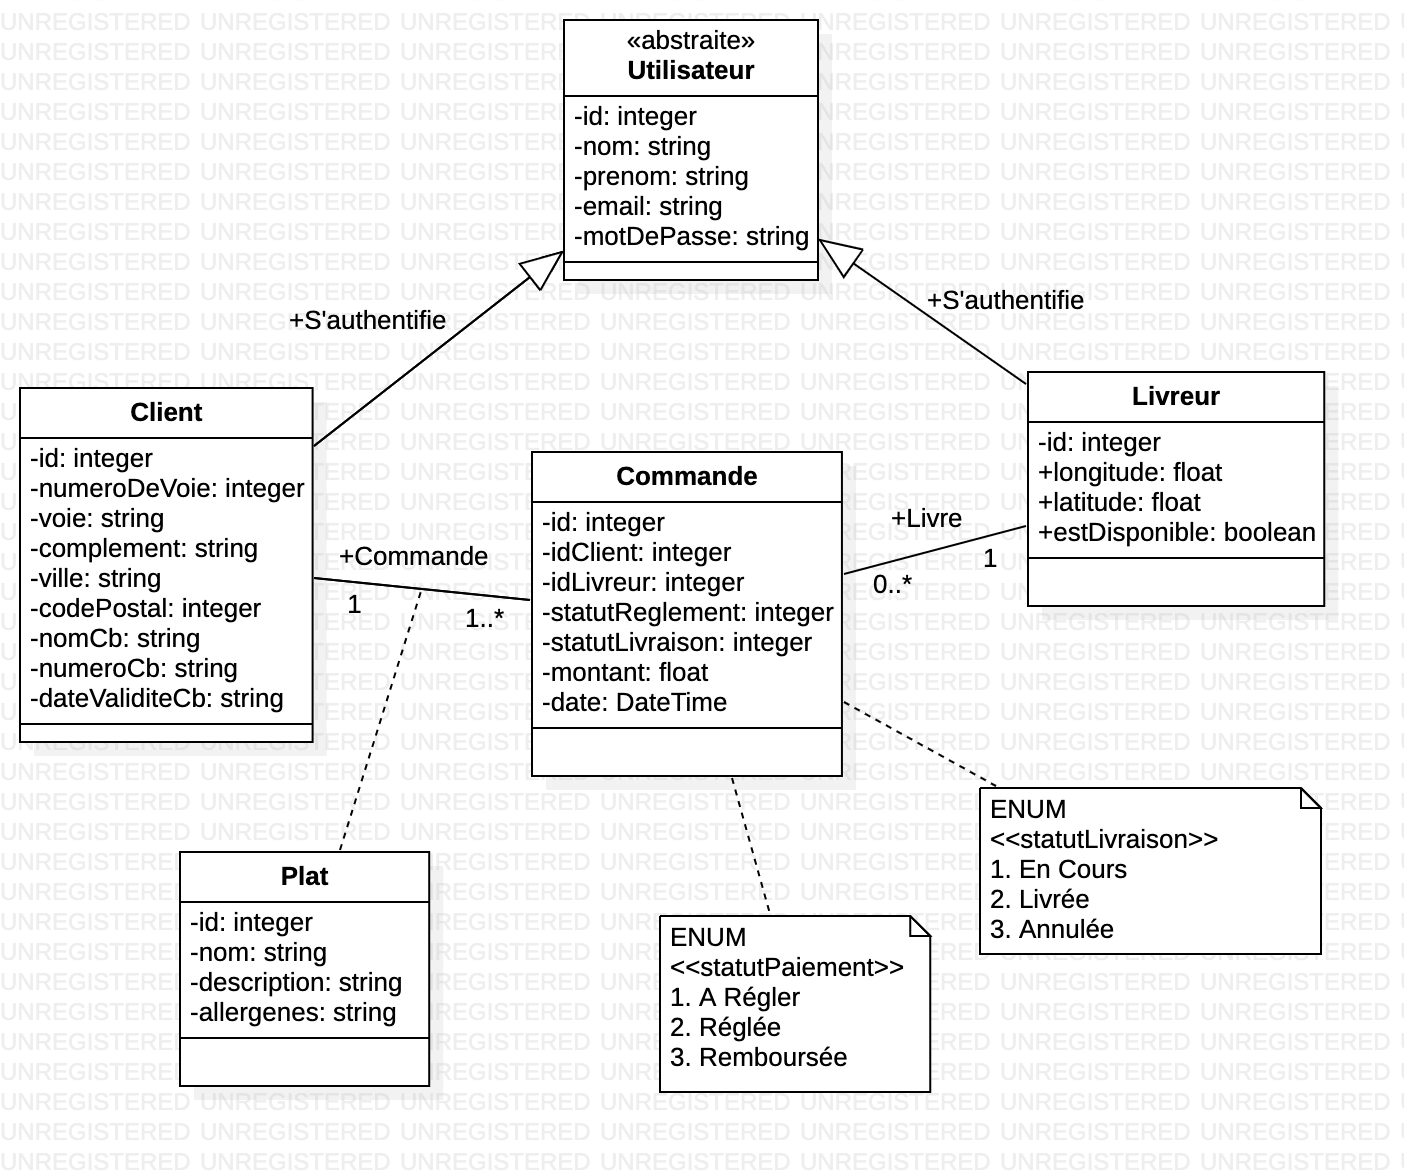 «abstraite»
Utilisateur
-id: integer
-nom: string
-prenom: string
-email: string
-motDePasse: string
+S'authentifie
+S'authentifie
Client
-id: integer
-numeroDeVoie: integer
-voie: string
-complement: string
-ville: string
-codePostal: integer
-nomCb: string
-numeroCb: string
-dateValiditeCb: string
Livreur
-id: integer
+longitude: float
+latitude: float
+estDisponible: boolean
Commande
-id: integer
-idClient: integer
-idLivreur: integer
-statutReglement: integer
-statutLivraison: integer
-montant: float
-date: DateTime
+Commande
1
1..*
+Livre
0..*
1
Plat
-id: integer
-nom: string
-description: string
-allergenes: string
ENUM
<<statutPaiement>>
1. A Régler
2. Réglée
3. Remboursée
ENUM
<<statutLivraison>>
1. En Cours
2. Livrée
3. Annulée
UNREGISTERED